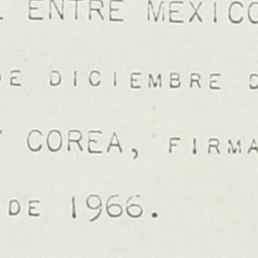 ENTRE MEXICO
DE DICIEMBRE
Y COREA, FIRMA
DE 1966.